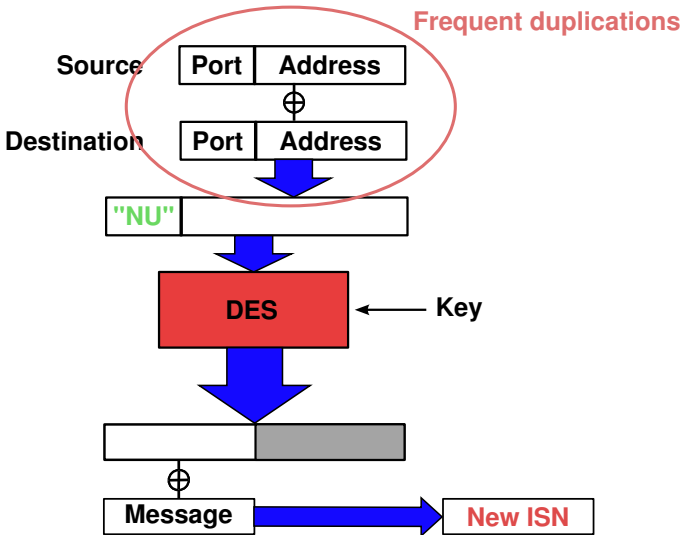 Frequent duplications
Source Port Address
Destination Port Address
"NU"
DES Key
Message New ISN